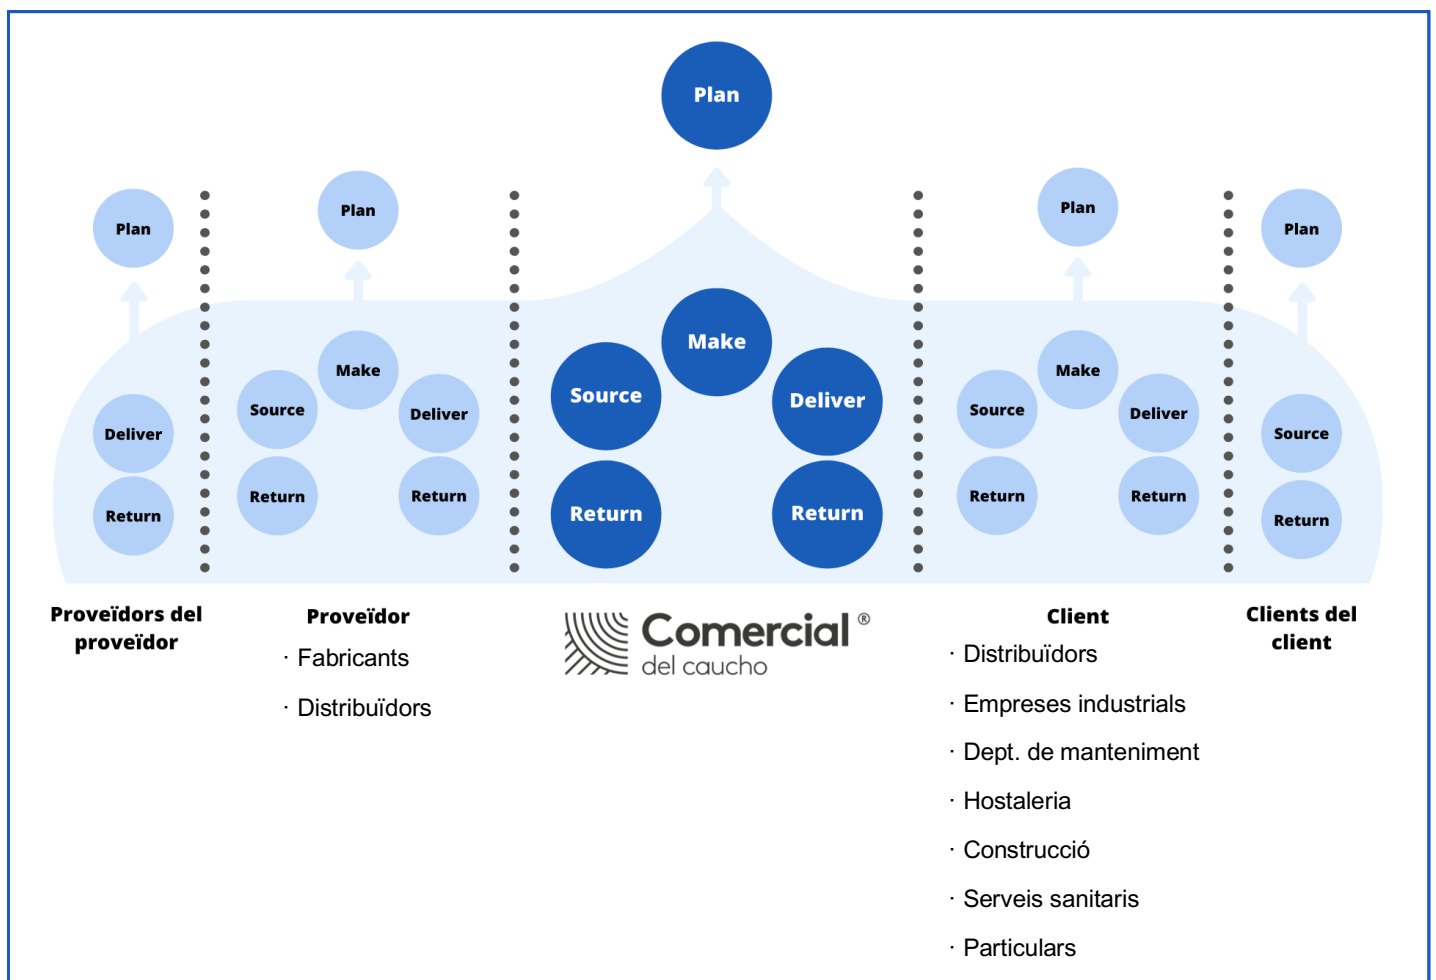 Plan
Plan
Plan
Plan
Plan
Make
Make
Make
Source
Deliver
Source
Deliver
Source
Deliver
Deliver
Source
Return
Return
Return
Return
Return
Return
Return
Return
Proveïdors del
proveïdor
Proveïdor
· Fabricants
· Distribuïdors
Comercial ®
del caucho
Client
· Distribuïdors
· Empreses industrials
· Dept. de manteniment
· Hostaleria
· Construcció
· Serveis sanitaris
· Particulars
Clients del
client